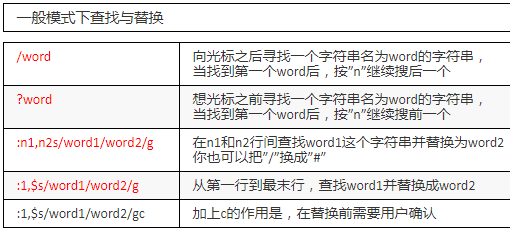 一般模式下查找与替换
/word
向光标之后寻找一个字符串名为word的字符串，
当找到第一个word后，按"n"继续搜后一个
?word
想光标之前寻找一个字符串名为word的字符串，
当找到第一个word后，按"n"继续搜前一个
:n1,n2s/word1/word2/g
在n1和n2行间查找word1这个字符串并替换为word2
你也可以把"/"换成"#"
:1,$s/word1/word2/g
从第一行到最末行，查找word1并替换成word2
:1,$s/word1/word2/gc
加上c的作用是，在替换前需要用户确认